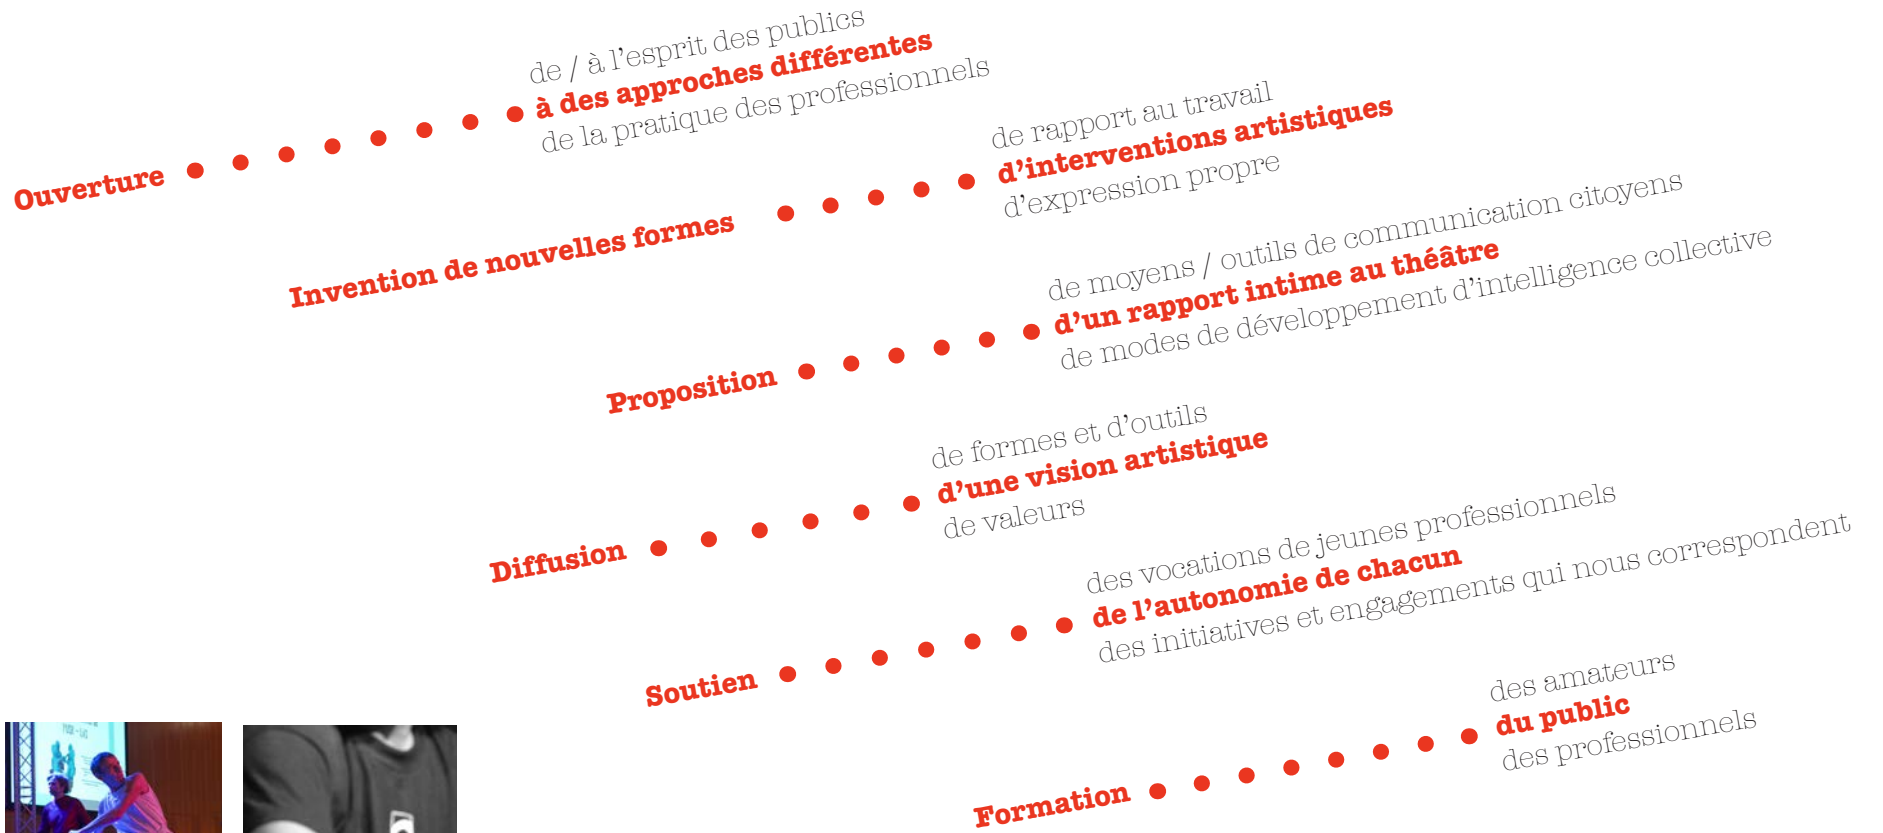 Ouverture
de / à l’esprit des publics
à des approches différentes
de la pratique des professionnels
Invention de nouvelles formes
de rapport au travail
d’interventions artistiques
d’expression propre
Proposition
de moyens / outils de communication citoyens
d’un rapport intime au théâtre
de modes de développement d’intelligence collective
Diffusion
de formes et d’outils
d’une vision artistique
de valeurs
Soutien
des vocations de jeunes professionnels
de l’autonomie de chacun
des initiatives et engagements qui nous correspondent
Formation
des amateurs
du public
des professionnels